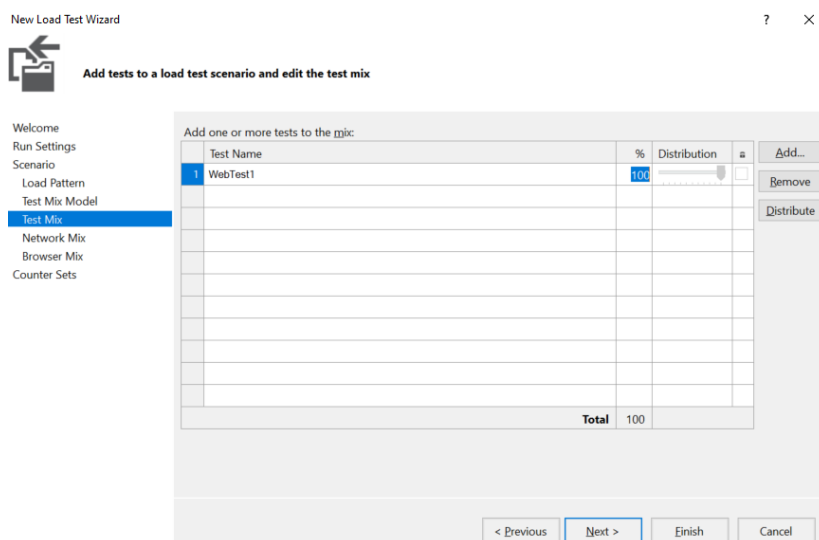 New Load Test Wizard
Add tests to a load test scenario and edit the test mix
Welcome
Run Settings
Scenario
Load Pattern
Test Mix Model
Test Mix
Network Mix
Browser Mix
Counter Sets
Add one or more tests to the mix:
Test Name % Distribution
1 WebTest1 100
Total 100
Add...
Remove
Distribute
< Previous Next > Finish Cancel